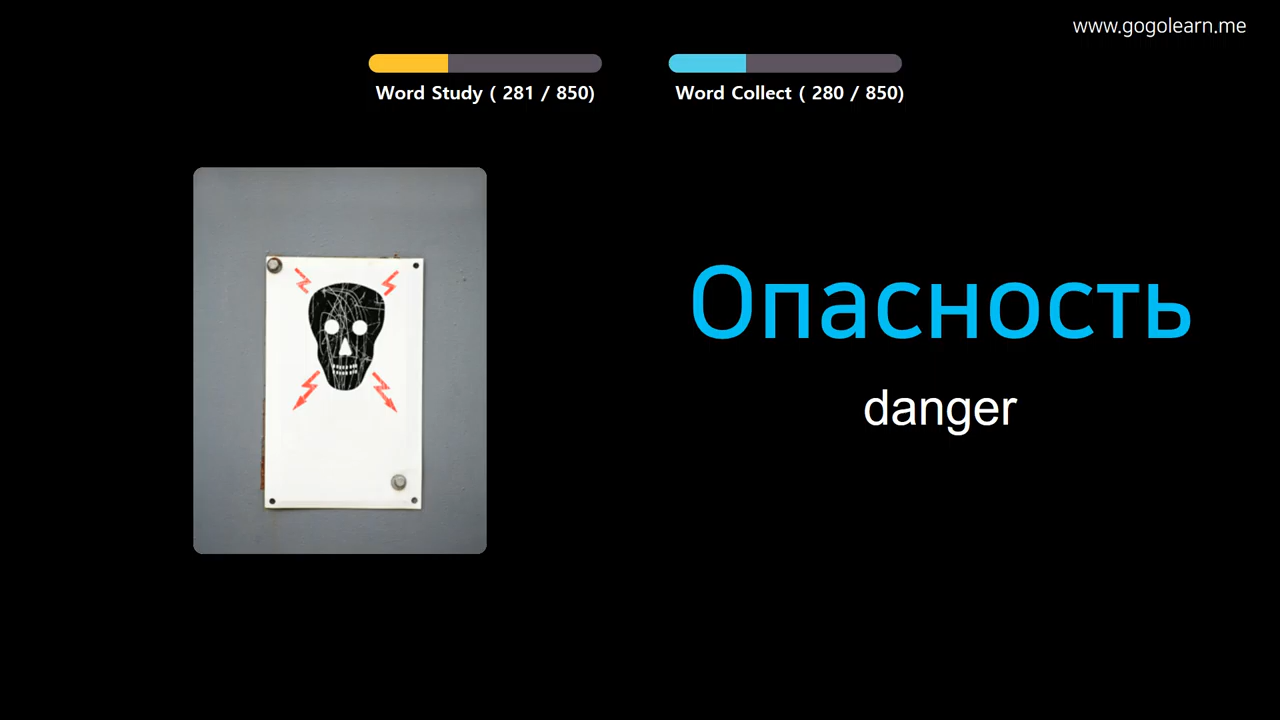 www.gogolearn.me
Word Study ( 281 / 850)
Word Collect ( 280 / 850)
Опасность
danger